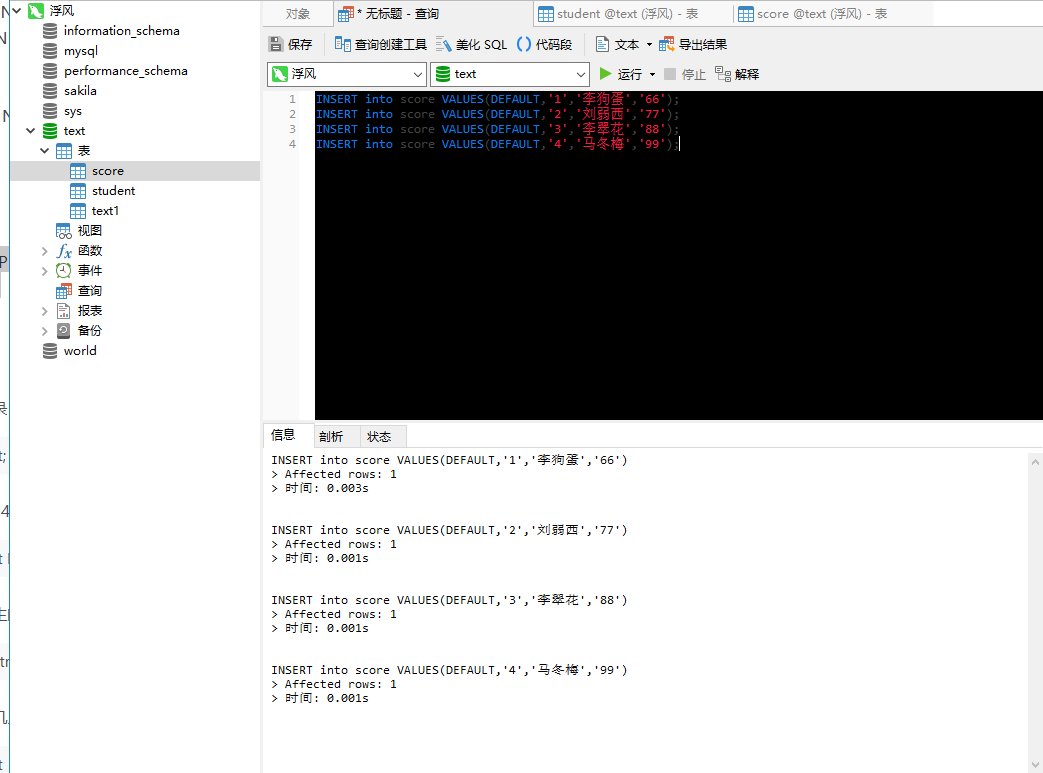 浮风
information_schema
mysql
performance_schema
sakila
sys
text
表
score
student
text1
视图
函数
事件
查询
报表
备份
world
对象
* 无标题 - 查询
student @text (浮风) - 表
score @text (浮风) - 表
保存 查询创建工具 美化 SQL () 代码段 文本 导出结果
浮风 text 运行 停止 解释
1 INSERT into score VALUES(DEFAULT,'1','李狗蛋','66');
2 INSERT into score VALUES(DEFAULT,'2','刘弱西','77');
3 INSERT into score VALUES(DEFAULT,'3','李翠花','88');
4 INSERT into score VALUES(DEFAULT,'4','马冬梅','99');
信息 剖析 状态
INSERT into score VALUES(DEFAULT,'1','李狗蛋','66')
> Affected rows: 1
> 时间: 0.003s
INSERT into score VALUES(DEFAULT,'2','刘弱西','77')
> Affected rows: 1
> 时间: 0.001s
INSERT into score VALUES(DEFAULT,'3','李翠花','88')
> Affected rows: 1
> 时间: 0.001s
INSERT into score VALUES(DEFAULT,'4','马冬梅','99')
> Affected rows: 1
> 时间: 0.001s